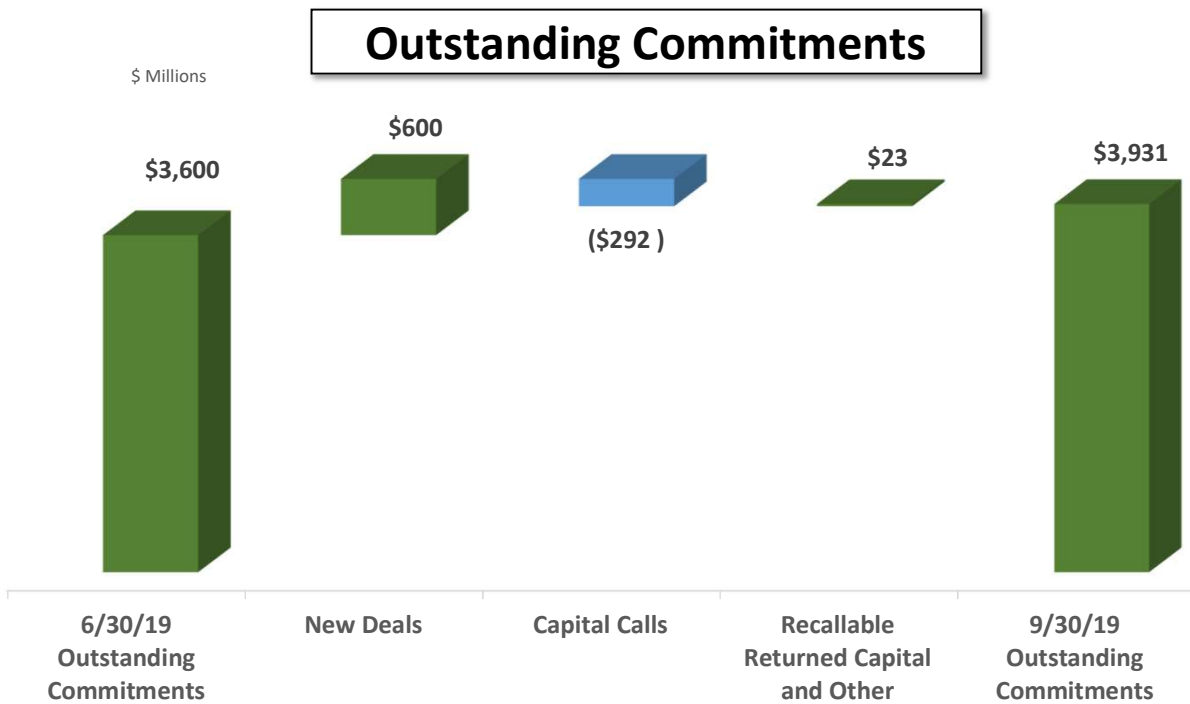 Outstanding Commitments
$ Millions
$3,600
$600
($292 )
$23
$3,931
6/30/19
Outstanding
Commitments
New Deals
Capital Calls
Recallable
Returned Capital
and Other
9/30/19
Outstanding
Commitments